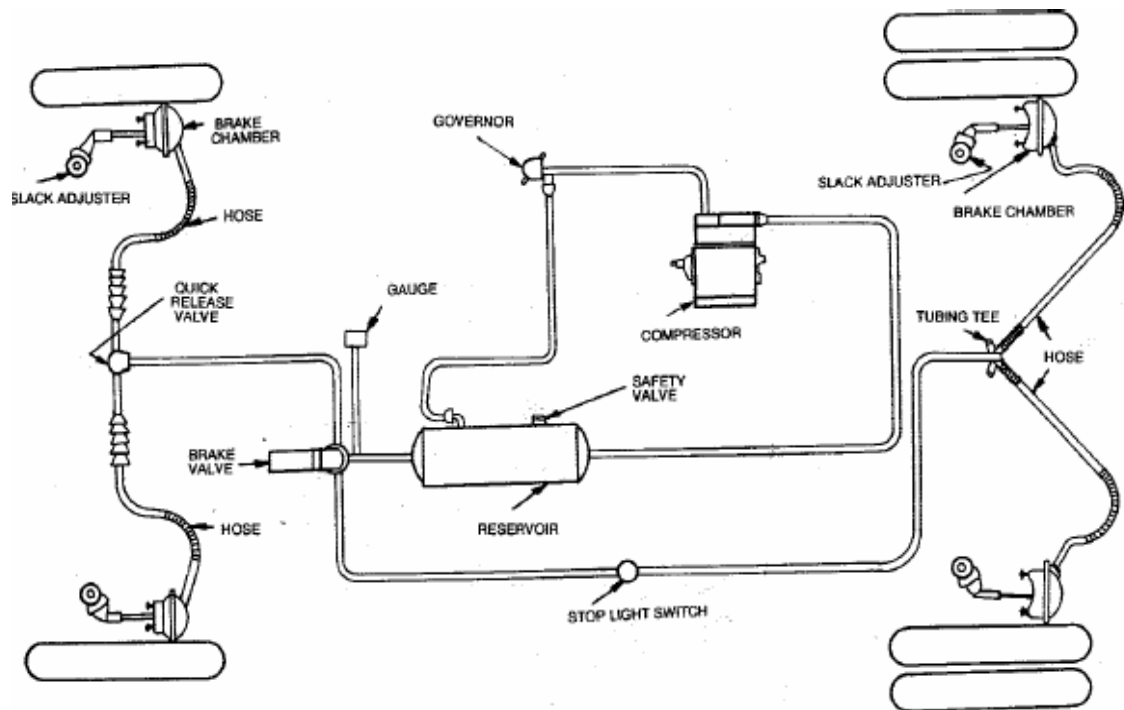 BRAKE
CHAMBER
SLACK ADJUSTER
HOSE
QUICK
RELEASE
VALVE
GAUGE
GOVERNOR
COMPRESSOR
SAFETY
VALVE
BRAKE
VALVE
RESERVOIR
HOSE
STOP LIGHT SWITCH
SLACK ADJUSTER
BRAKE CHAMBER
TUBING TEE
HOSE